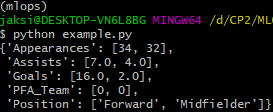 (mlops)
jaksi@DESKTOP-VN6L8BG MINGW64 /d/CP2/MLO
$ python example.py
{'Appearances': [34, 32],
'Assists': [7.0, 4.0],
'Goals': [16.0, 2.0],
'PFA_Team': [0, 0],
'Position': ['Forward', 'Midfielder'],